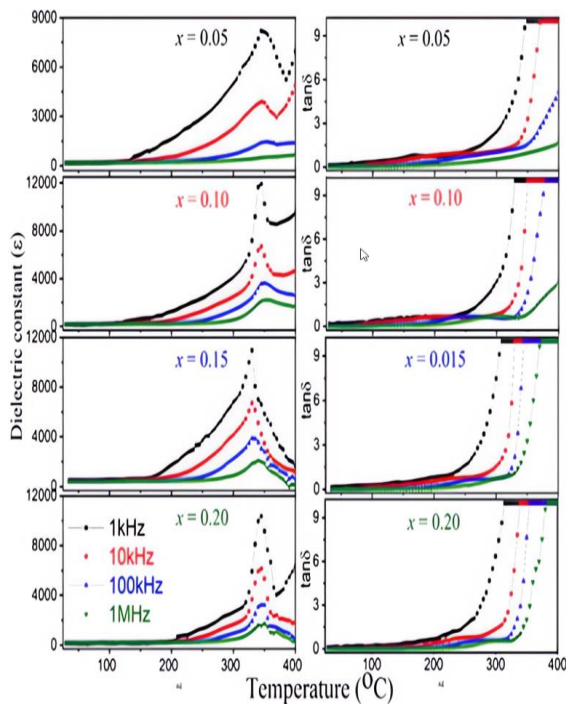 9000
6000
3000
0
x = 0.05
9
6
3
0
tanδ
x = 0.05
12000
8000
4000
0
x = 0.10
9
6
3
0
tanδ
x = 0.10
12000
8000
4000
0
x = 0.15
9
6
3
0
tanδ
x = 0.015
12000
8000
4000
0
x = 0.20
1kHz
10kHz
100kHz
1MHz
9
6
3
0
tanδ
x = 0.20
Dielectric constant (ε)
100 200 300 400
100 200 300 400
Temperature (⁰C)